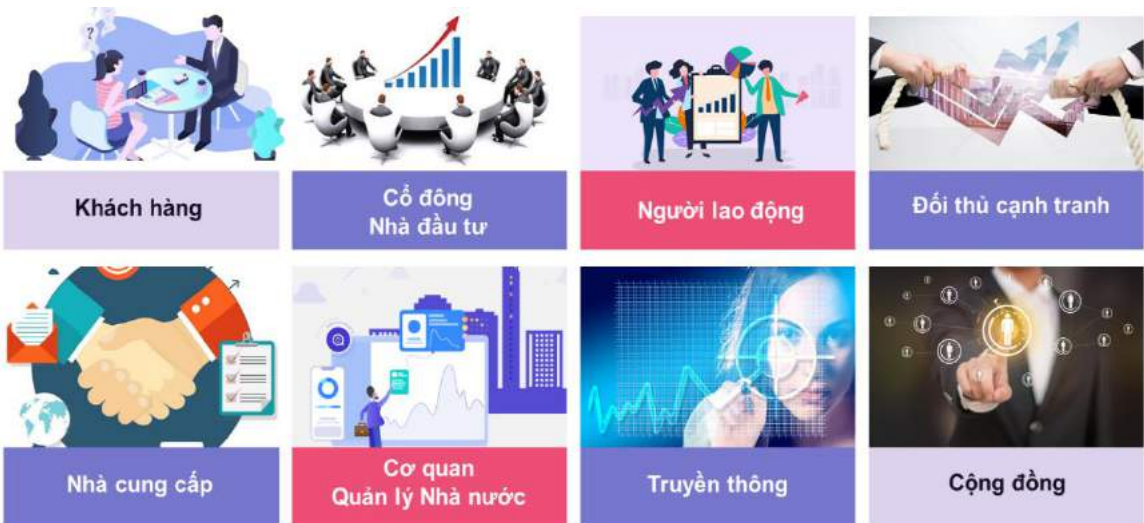 Khách hàng
Cổ đông
Nhà đầu tư
Người lao động
Đối thủ cạnh tranh
Nhà cung cấp
Cơ quan
Quản lý Nhà nước
Truyền thông
Cộng đồng